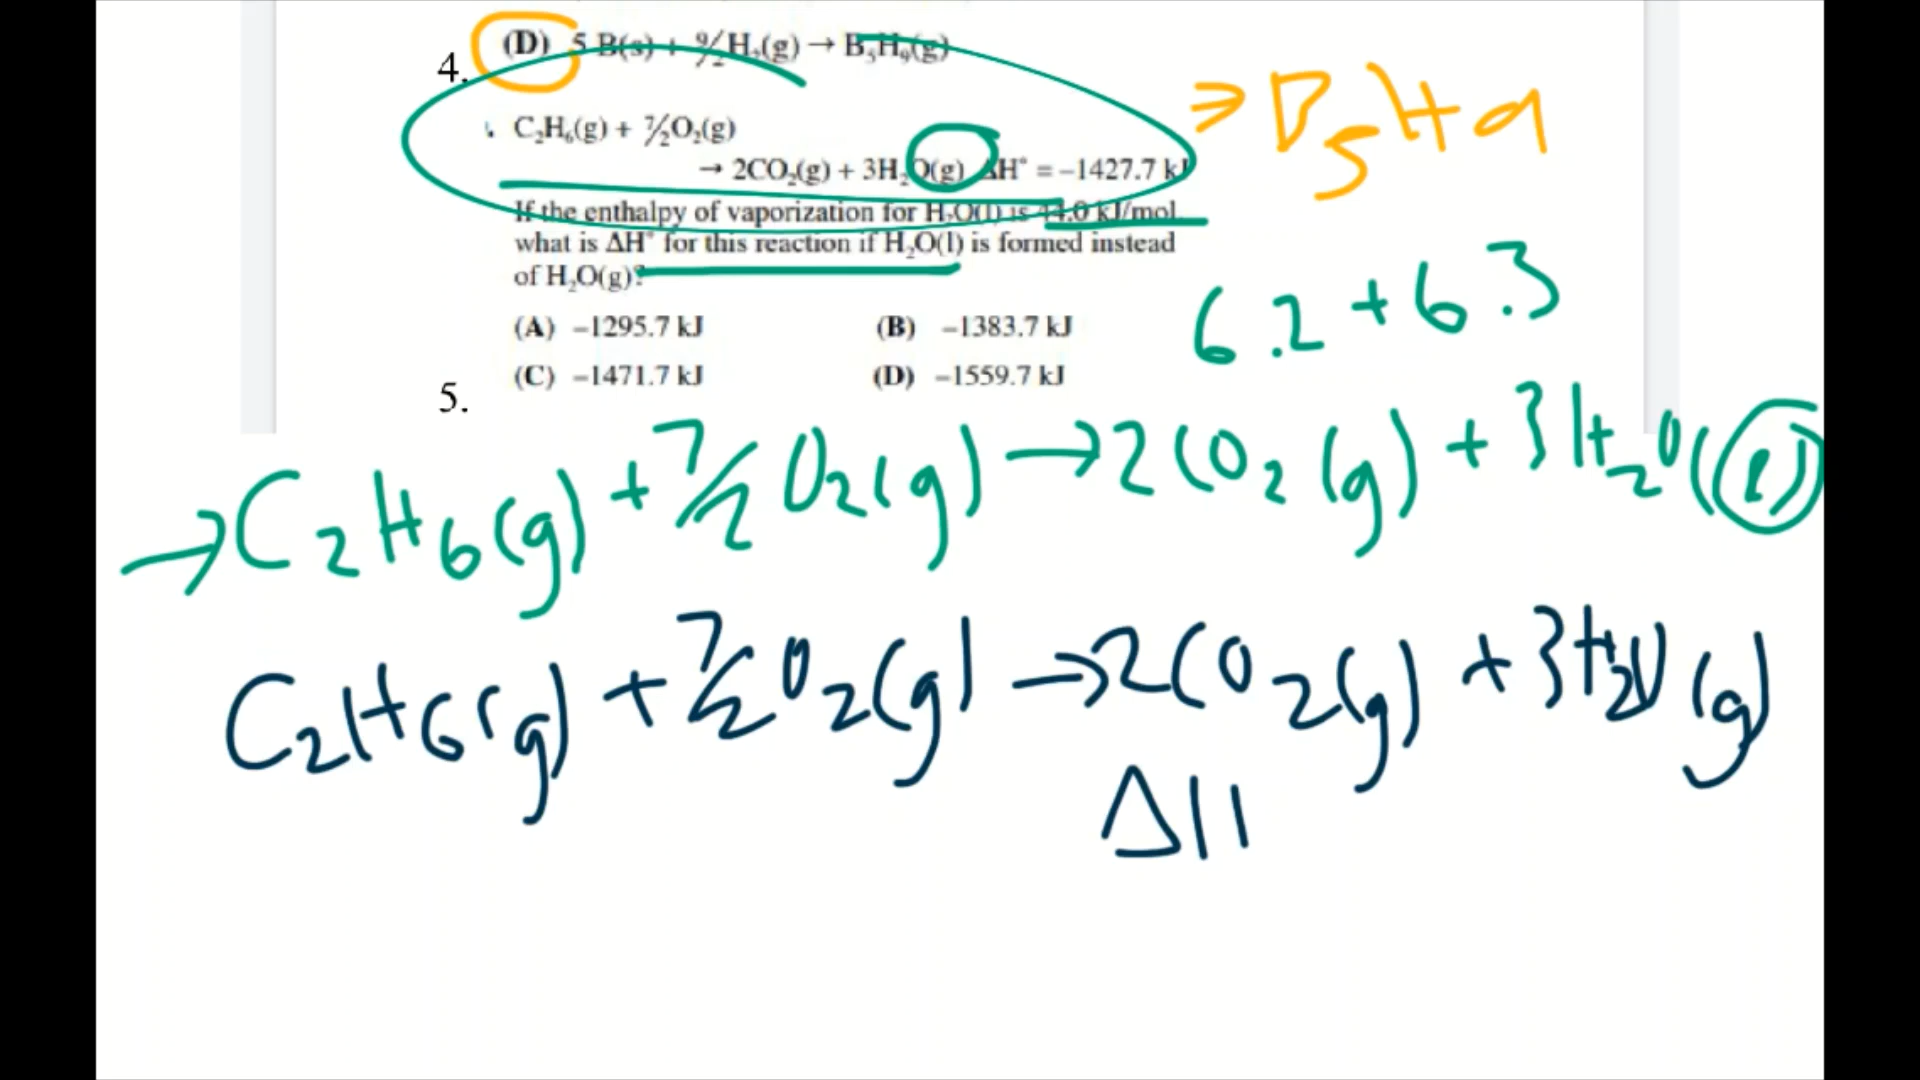 4. (D) 5 B(s) + 9/2 H₂(g) → B₅H₉(g)
C₂H₆(g) + 7/2 O₂(g)
→ 2CO₂(g) + 3H₂O(g) ΔH° = –1427.7 kJ
If the enthalpy of vaporization for H₂O(l) is 44.0 kJ/mol,
what is ΔH° for this reaction if H₂O(l) is formed instead
of H₂O(g)?
(A) –1295.7 kJ (B) –1383.7 kJ
(C) –1471.7 kJ (D) –1559.7 kJ
5.
⇒ B₅H9
6.2 + 6.3
→ C₂H₆(g) + 7/2 O₂(g) → 2CO₂(g) + 3H₂O(l)
C₂H₆(g) + 7/2 O₂(g) → 2CO₂(g) + 3H₂O(g)
Δ11